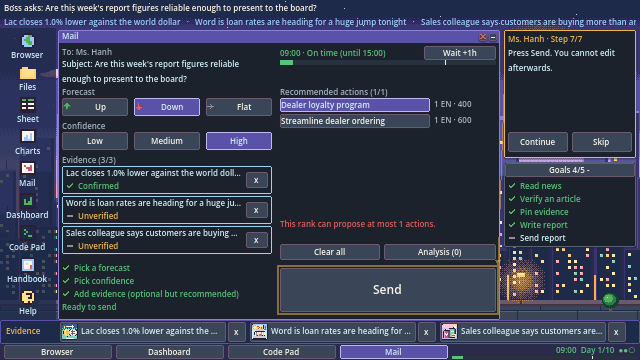 Boss asks: Are this week's report figures reliable enough to present to the board?
Lac closes 1.0% lower against the world dollar · Word is loan rates are heading for a huge jump tonight · Sales colleague says customers are buying more than ar
Browser
Files
Sheet
Charts
Mail
Dashboard
Code Pad
Handbook
Help
Mail
To: Ms. Hanh
Subject: Are this week's report figures reliable
enough to present to the board?
Forecast
Up
Down
Flat
Confidence
Low
Medium
High
Evidence (3/3)
Lac closes 1.0% lower against the world doll...
Confirmed
x
Word is loan rates are heading for a huge ju...
Unverified
x
Sales colleague says customers are buying ...
Unverified
x
Pick a forecast
Pick confidence
Add evidence (optional but recommended)
Ready to send
09:00 · On time (until 15:00)
Wait +1h
Recommended actions (1/1)
Dealer loyalty program
1 EN · 400
Streamline dealer ordering
1 EN · 600
This rank can propose at most 1 actions.
Clear all
Analysis (0)
Send
Ms. Hanh · Step 7/7
Press Send. You cannot edit
afterwards.
Continue
Skip
Goals 4/5 -
Read news
Verify an article
Pin evidence
Write report
Send report
Evidence
Lac closes 1.0% lower against the ...
x
Word is loan rates are heading for ...
x
Sales colleague says customers are...
x
Browser
Dashboard
Code Pad
Mail
09:00 Day 1/10